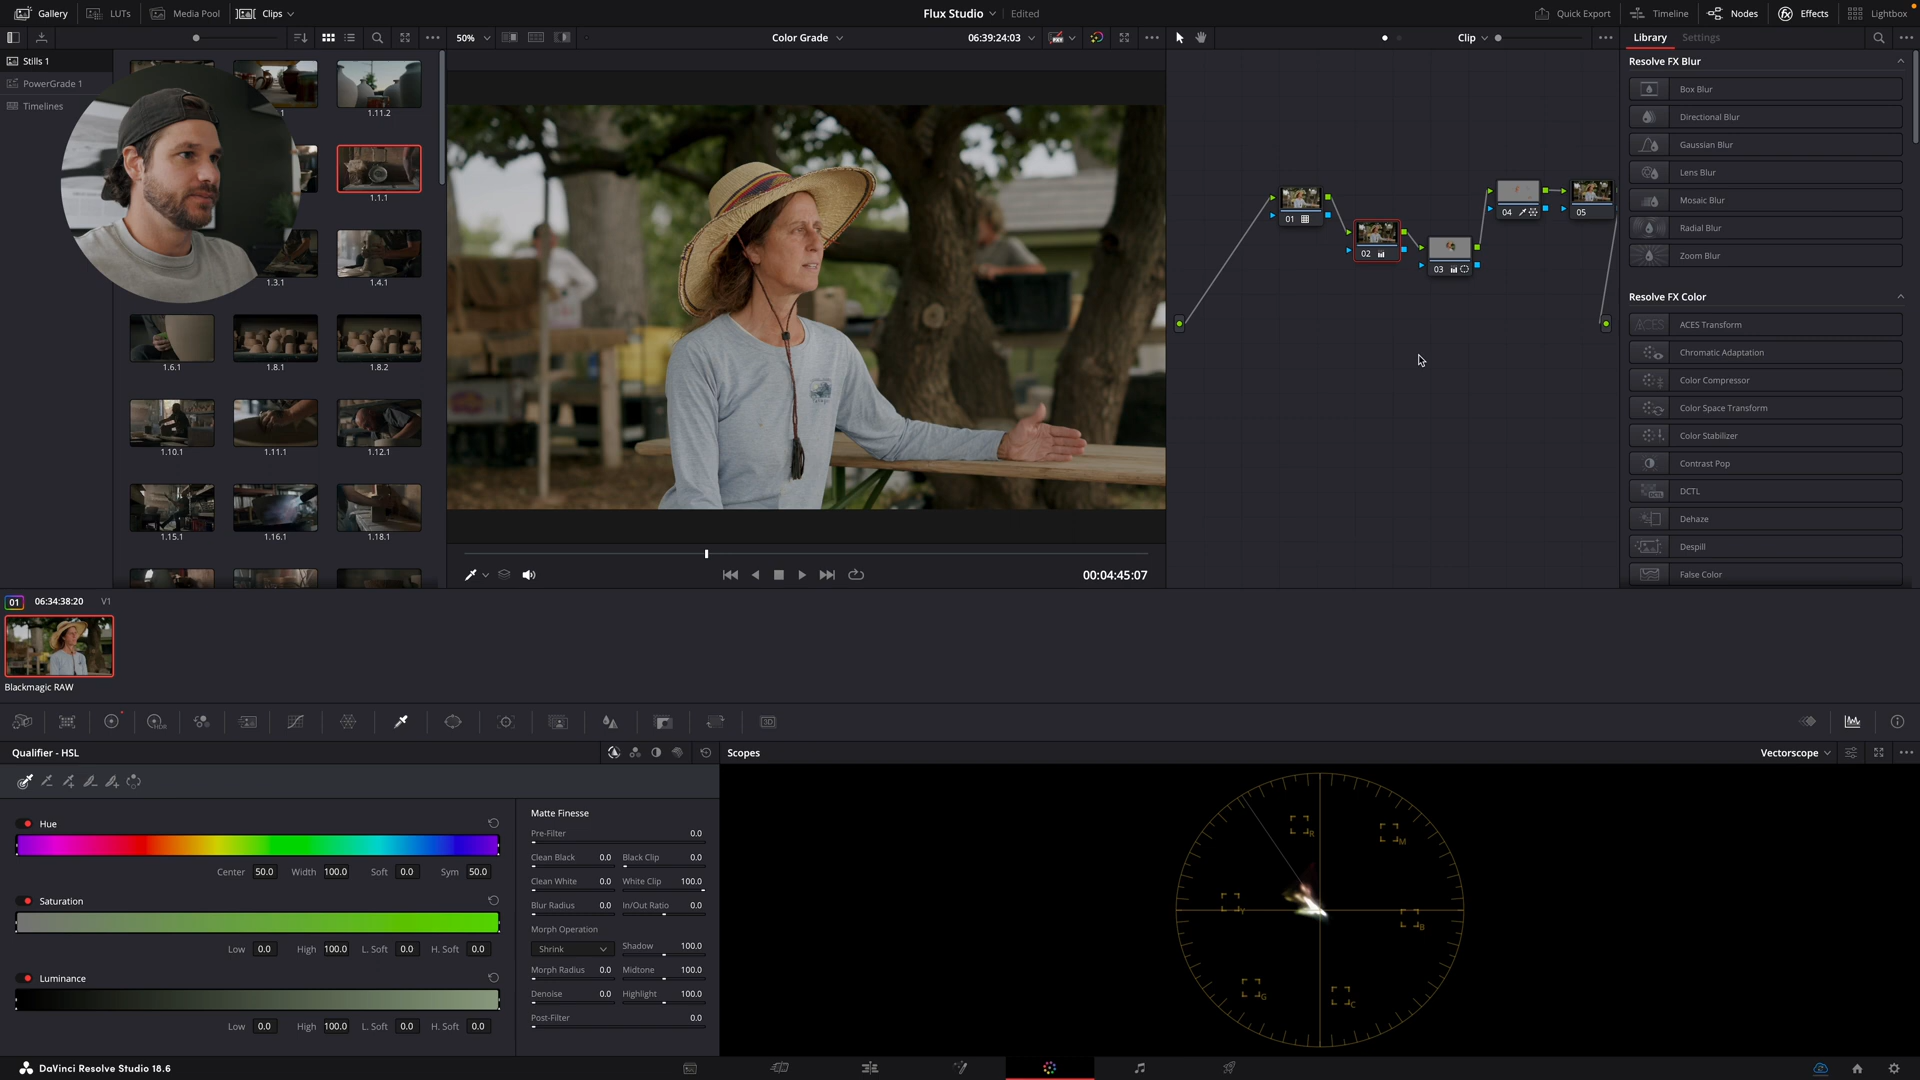 Gallery LUTs Media Pool Clips Flux Studio Edited Quick Export Timeline Nodes Effects Lightbox
50% Color Grade 06:39:24:03 Clip Library Settings
Stills 1
PowerGrade 1
Timelines
1.11.2
1.1.1
1.3.1 1.4.1
1.6.1 1.8.1 1.8.2
1.10.1 1.11.1 1.12.1
1.15.1 1.16.1 1.18.1
00:04:45:07
01
02
03
04
05
Resolve FX Blur
Box Blur
Directional Blur
Gaussian Blur
Lens Blur
Mosaic Blur
Radial Blur
Zoom Blur
Resolve FX Color
ACES Transform
Chromatic Adaptation
Color Compressor
Color Space Transform
Color Stabilizer
Contrast Pop
DCTL
Dehaze
Despill
False Color
01 06:34:38:20 V1
Blackmagic RAW
HDR
3D
Qualifier - HSL
Scopes Vectorscope
Hue
Center 50.0 Width 100.0 Soft 0.0 Sym 50.0
Saturation
Low 0.0 High 100.0 L. Soft 0.0 H. Soft 0.0
Luminance
Low 0.0 High 100.0 L. Soft 0.0 H. Soft 0.0
Matte Finesse
Pre-Filter 0.0
Clean Black 0.0 Black Clip 0.0
Clean White 0.0 White Clip 100.0
Blur Radius 0.0 In/Out Ratio 0.0
Morph Operation
Shrink Shadow 100.0
Morph Radius 0.0 Midtone 100.0
Denoise 0.0 Highlight 100.0
Post-Filter 0.0
R
M
Y
B
G
C
DaVinci Resolve Studio 18.6